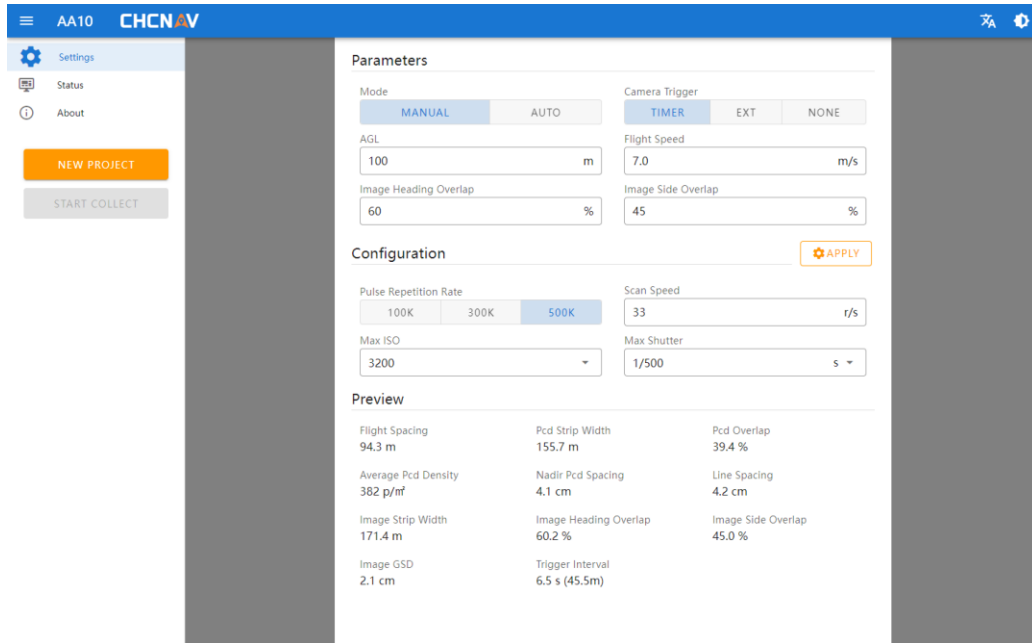 AA10 CHCNAV
Settings
Status
About
NEW PROJECT
START COLLECT
Parameters
Mode Camera Trigger
MANUAL AUTO TIMER EXT NONE
AGL Flight Speed
100 m 7.0 m/s
Image Heading Overlap Image Side Overlap
60 % 45 %
Configuration APPLY
Pulse Repetition Rate Scan Speed
100K 300K 500K 33 r/s
Max ISO Max Shutter
3200 1/500 s
Preview
Flight Spacing Pcd Strip Width Pcd Overlap
94.3 m 155.7 m 39.4 %
Average Pcd Density Nadir Pcd Spacing Line Spacing
382 p/㎡ 4.1 cm 4.2 cm
Image Strip Width Image Heading Overlap Image Side Overlap
171.4 m 60.2 % 45.0 %
Image GSD Trigger Interval
2.1 cm 6.5 s (45.5m)